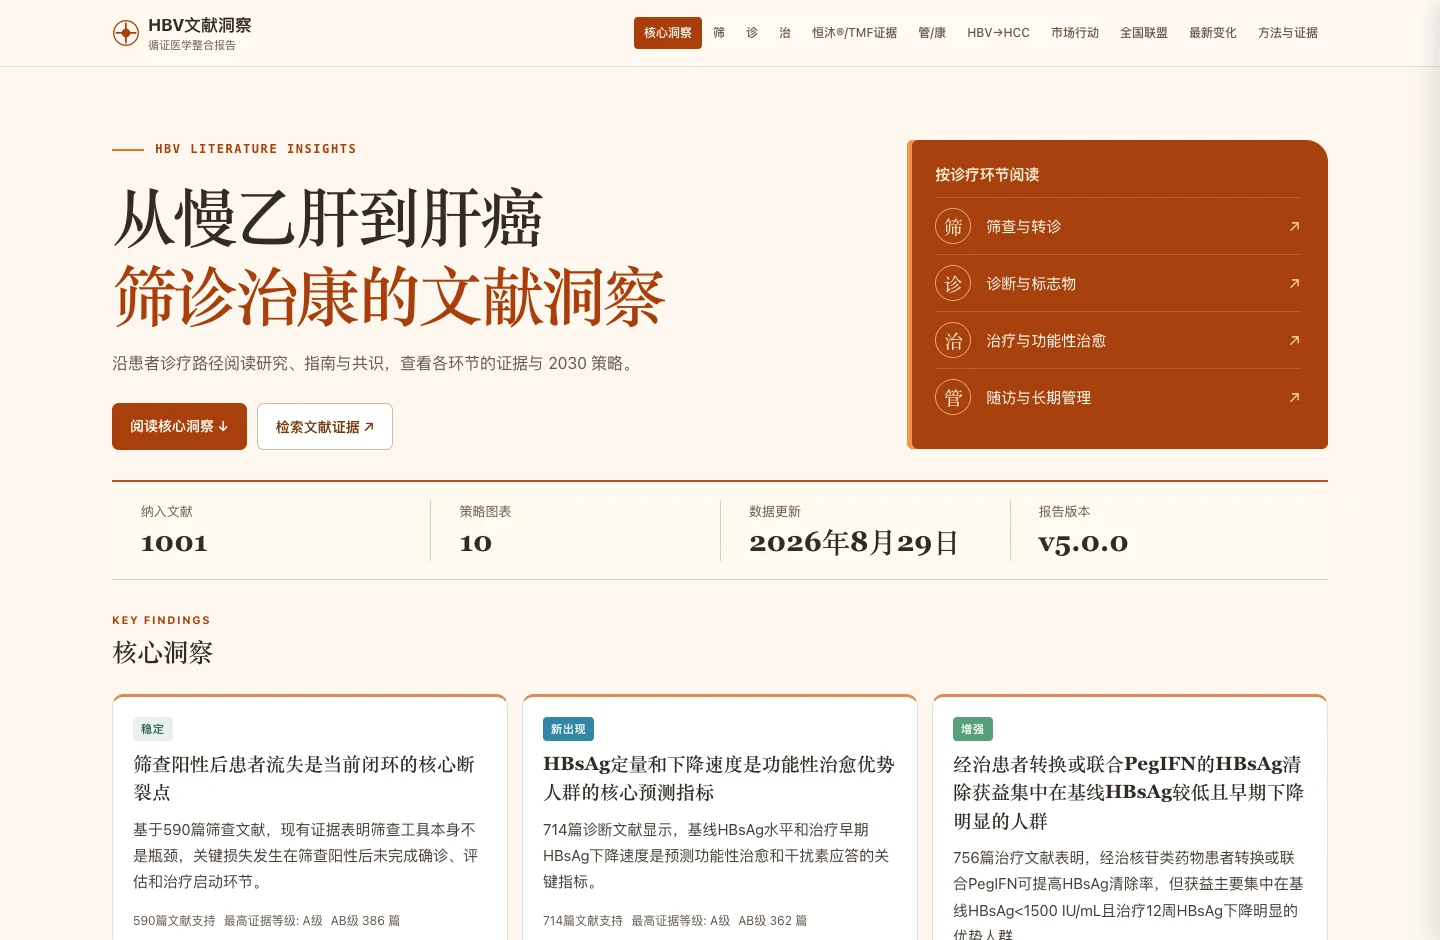 HBV文献洞察
循证医学整合报告
核心洞察
筛
诊
治
恒沐®/TMF证据
管/康
HBV→HCC
市场行动
全国联盟
最新变化
方法与证据
HBV LITERATURE INSIGHTS
从慢乙肝到肝癌
筛诊治康的文献洞察
沿患者诊疗路径阅读研究、指南与共识，查看各环节的证据与 2030 策略。
阅读核心洞察 ↓
检索文献证据 ↗
按诊疗环节阅读
筛 筛查与转诊 ↗
诊 诊断与标志物 ↗
治 治疗与功能性治愈 ↗
管 随访与长期管理 ↗
纳入文献
1001
策略图表
10
数据更新
2026年8月29日
报告版本
v5.0.0
KEY FINDINGS
核心洞察
稳定
筛查阳性后患者流失是当前闭环的核心断
裂点
基于590篇筛查文献，现有证据表明筛查工具本身不
是瓶颈，关键损失发生在筛查阳性后未完成确诊、评
估和治疗启动环节。
590篇文献支持 最高证据等级: A级 AB级 386 篇
新出现
HBsAg定量和下降速度是功能性治愈优势
人群的核心预测指标
714篇诊断文献显示，基线HBsAg水平和治疗早期
HBsAg下降速度是预测功能性治愈和干扰素应答的关
键指标。
714篇文献支持 最高证据等级: A级 AB级 362 篇
增强
经治患者转换或联合PegIFN的HBsAg清
除获益集中在基线HBsAg较低且早期下降
明显的人群
756篇治疗文献表明，经治核苷类药物患者转换或联
合PegIFN可提高HBsAg清除率，但获益主要集中在基
线HBsAg<1500 IU/mL且治疗12周HBsAg下降明显的
优势人群